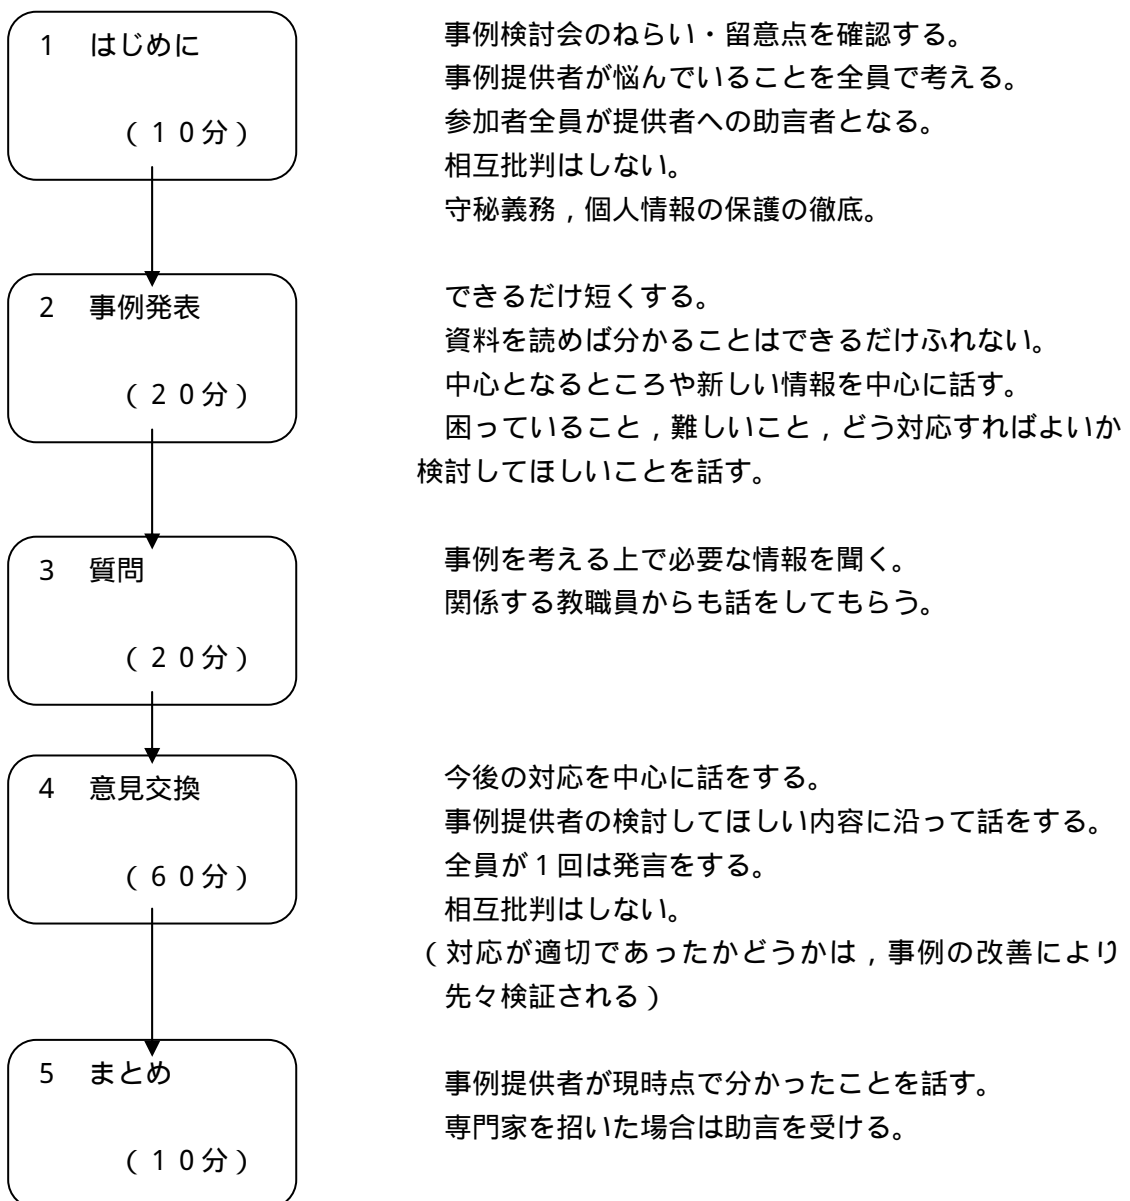 1 はじめに
(10分)
事例検討会のねらい・留意点を確認する。
事例提供者が悩んでいることを全員で考える。
参加者全員が提供者への助言者となる。
相互批判はしない。
守秘義務，個人情報の保護の徹底。
2 事例発表
(20分)
できるだけ短くする。
資料を読めば分かることはできるだけふれない。
中心となるところや新しい情報を中心に話す。
困っていること，難しいこと，どう対応すればよいか
検討してほしいことを話す。
3 質問
(20分)
事例を考える上で必要な情報を聞く。
関係する教職員からも話をしてもらう。
4 意見交換
(60分)
今後の対応を中心に話をする。
事例提供者の検討してほしい内容に沿って話をする。
全員が1回は発言をする。
相互批判はしない。
(対応が適切であったかどうかは，事例の改善により
先々検証される)
5 まとめ
(10分)
事例提供者が現時点で分かったことを話す。
専門家を招いた場合は助言を受ける。